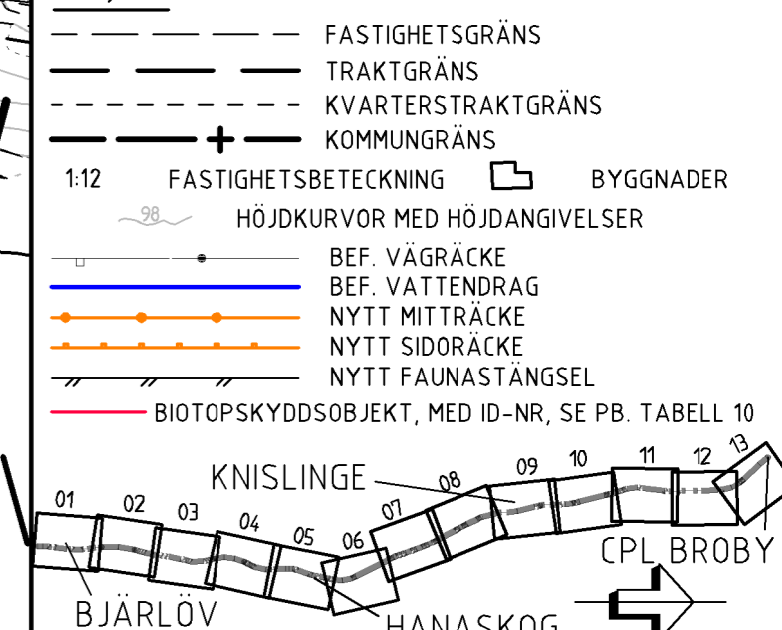 FASTIGHETSGRÄNS
TRAKTGRÄNS
KVARTERSTRAKTGRÄNS
KOMMUNGRÄNS
1:12 FASTIGHETSBETECKNING BYGGNADER
98 HÖJDKURVOR MED HÖJDANGIVELSER
BEF. VÄGRÄCKE
BEF. VATTENDRAG
NYTT MITTRÄCKE
NYTT SIDORÄCKE
NYTT FAUNASTÄNGSEL
BIOTOPSKYDDSOBJEKT, MED ID-NR, SE PB. TABELL 10
KNISLINGE
01 02 03 04 05 06 07 08 09 10 11 12 13
CPL BROBY
BJÄRLÖV
HANASKOG